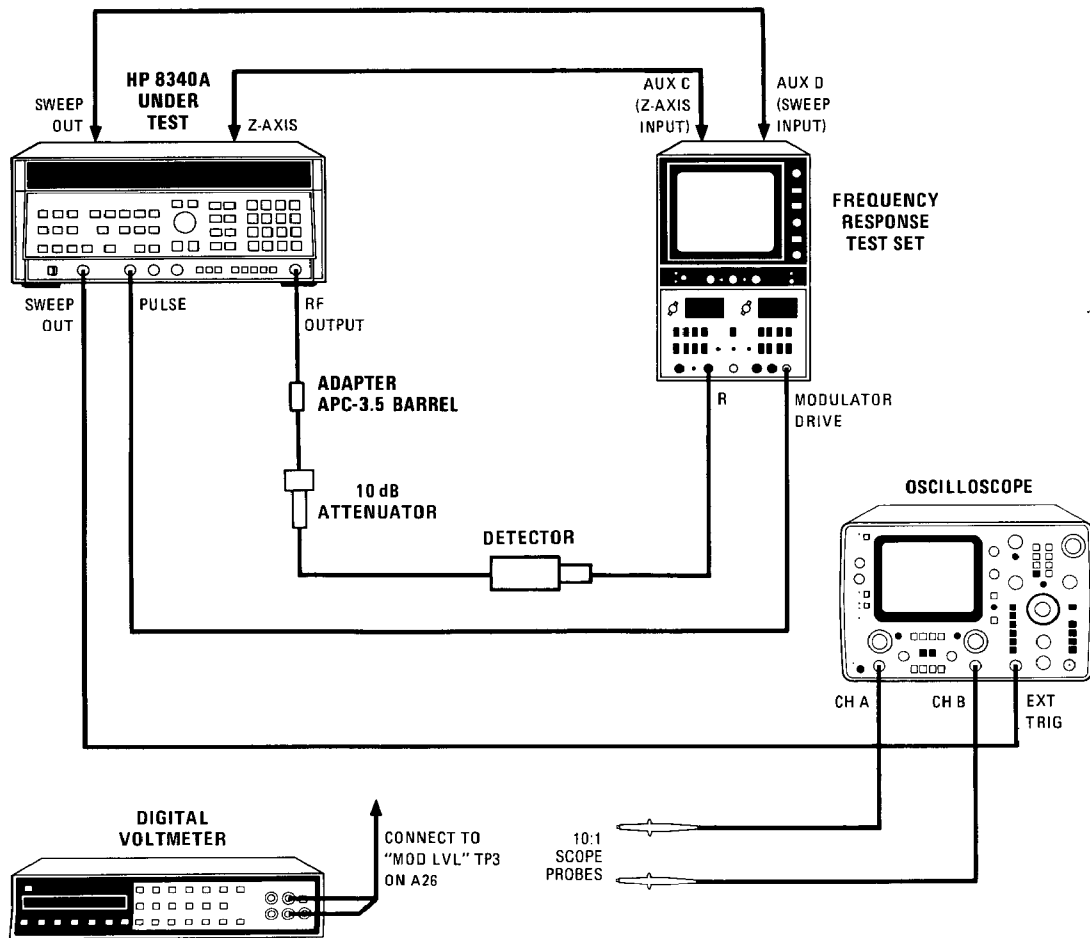 HP 8340A
UNDER
TEST
SWEEP
OUT
Z-AXIS
AUX C
(Z-AXIS
INPUT)
AUX D
(SWEEP
INPUT)
FREQUENCY
RESPONSE
TEST SET
SWEEP
OUT
PULSE
RF
OUTPUT
ADAPTER
APC-3.5 BARREL
R
MODULATOR
DRIVE
10 dB
ATTENUATOR
DETECTOR
OSCILLOSCOPE
CH A
CH B
EXT
TRIG
DIGITAL
VOLTMETER
CONNECT TO
"MOD LVL" TP3
ON A26
10:1
SCOPE
PROBES